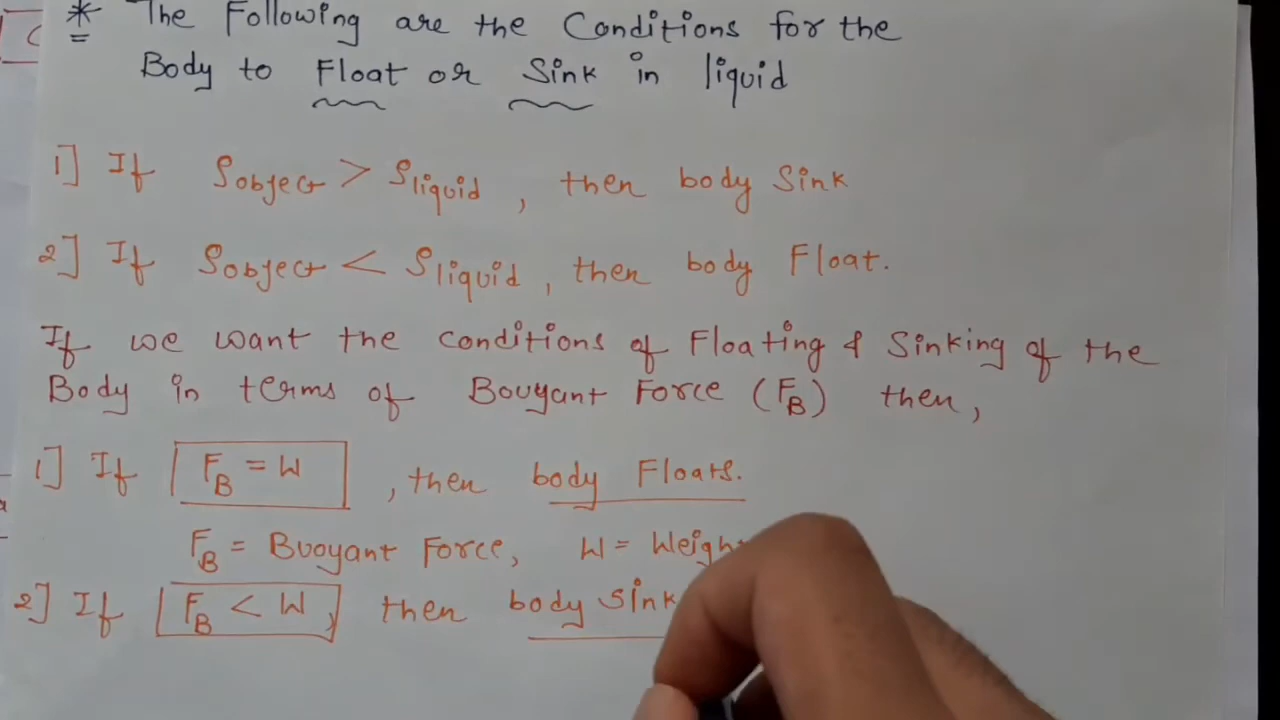 * The Following are the Conditions for the
Body to Float or Sink in liquid
1] If ρobject > ρliquid, then body Sink
2] If ρobject < ρliquid, then body Float.
If we want the conditions of Floating & Sinking of the
Body in terms of Bouyant Force (FB) then,
1] If FB = W, then body Floats.
FB = Buoyant Force, W = Weigh
2] If FB < W, then body Sink